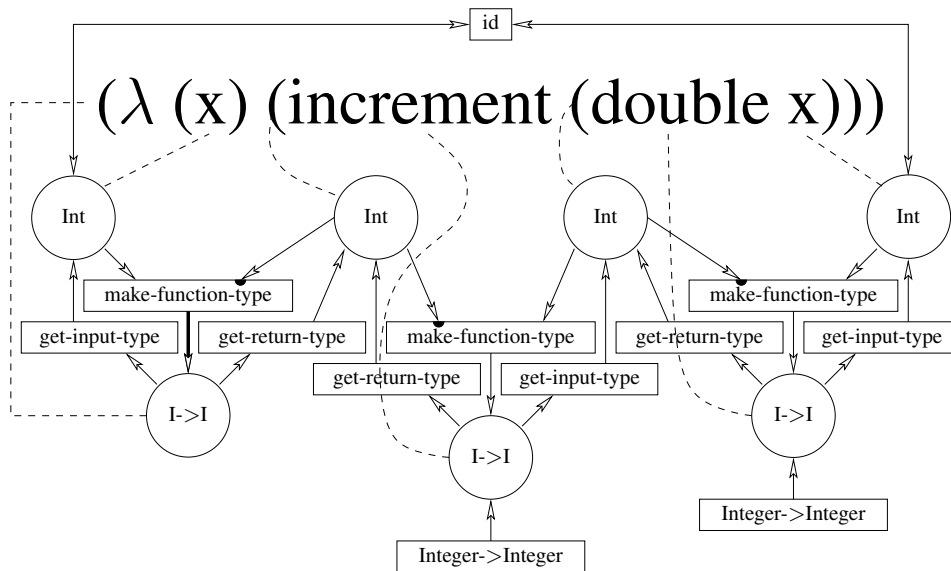 id
(λ (x) (increment (double x)))
Int Int Int Int
make-function-type make-function-type
get-input-type get-return-type make-function-type get-return-type get-input-type
get-return-type get-input-type
I->I I->I
I->I
Integer->Integer
Integer->Integer